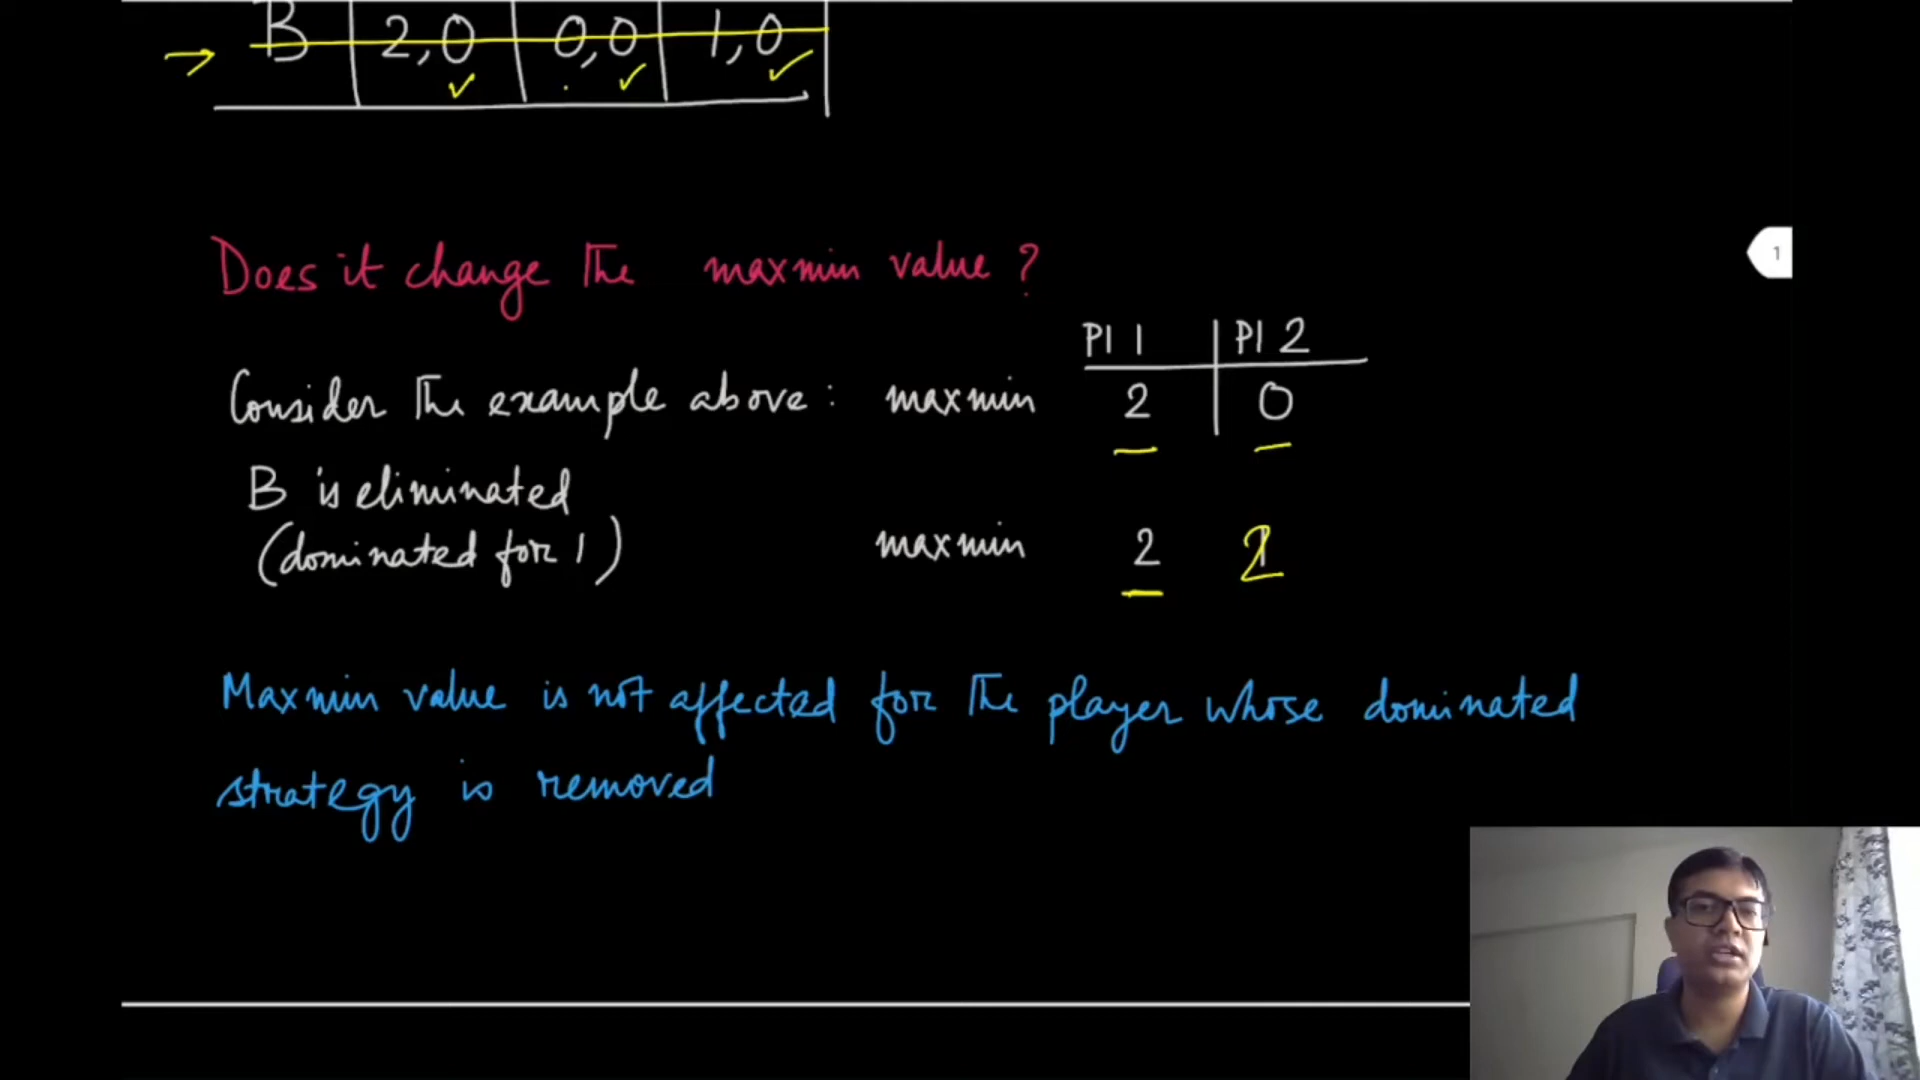 B 2,0 0,0 1,0
1
Does it change the maxmin value ?
Pl 1 Pl 2
Consider the example above : maxmin 2 0
B is eliminated
(dominated for 1) maxmin 2 2
Maxmin value is not affected for the player whose dominated
strategy is removed